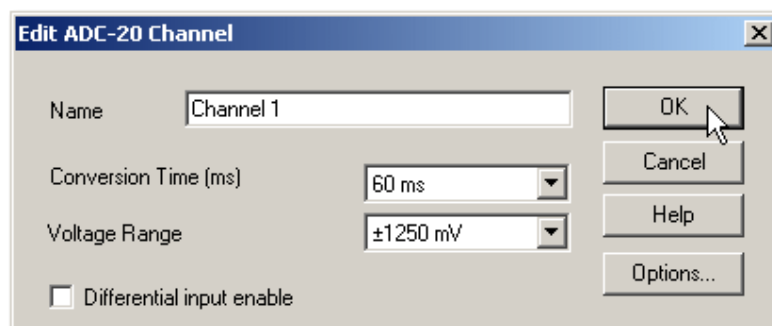 Edit ADC-20 Channel
Name
Channel 1
OK
Conversion Time (ms)
60 ms
Cancel
Voltage Range
±1250 mV
Help
Differential input enable
Options...